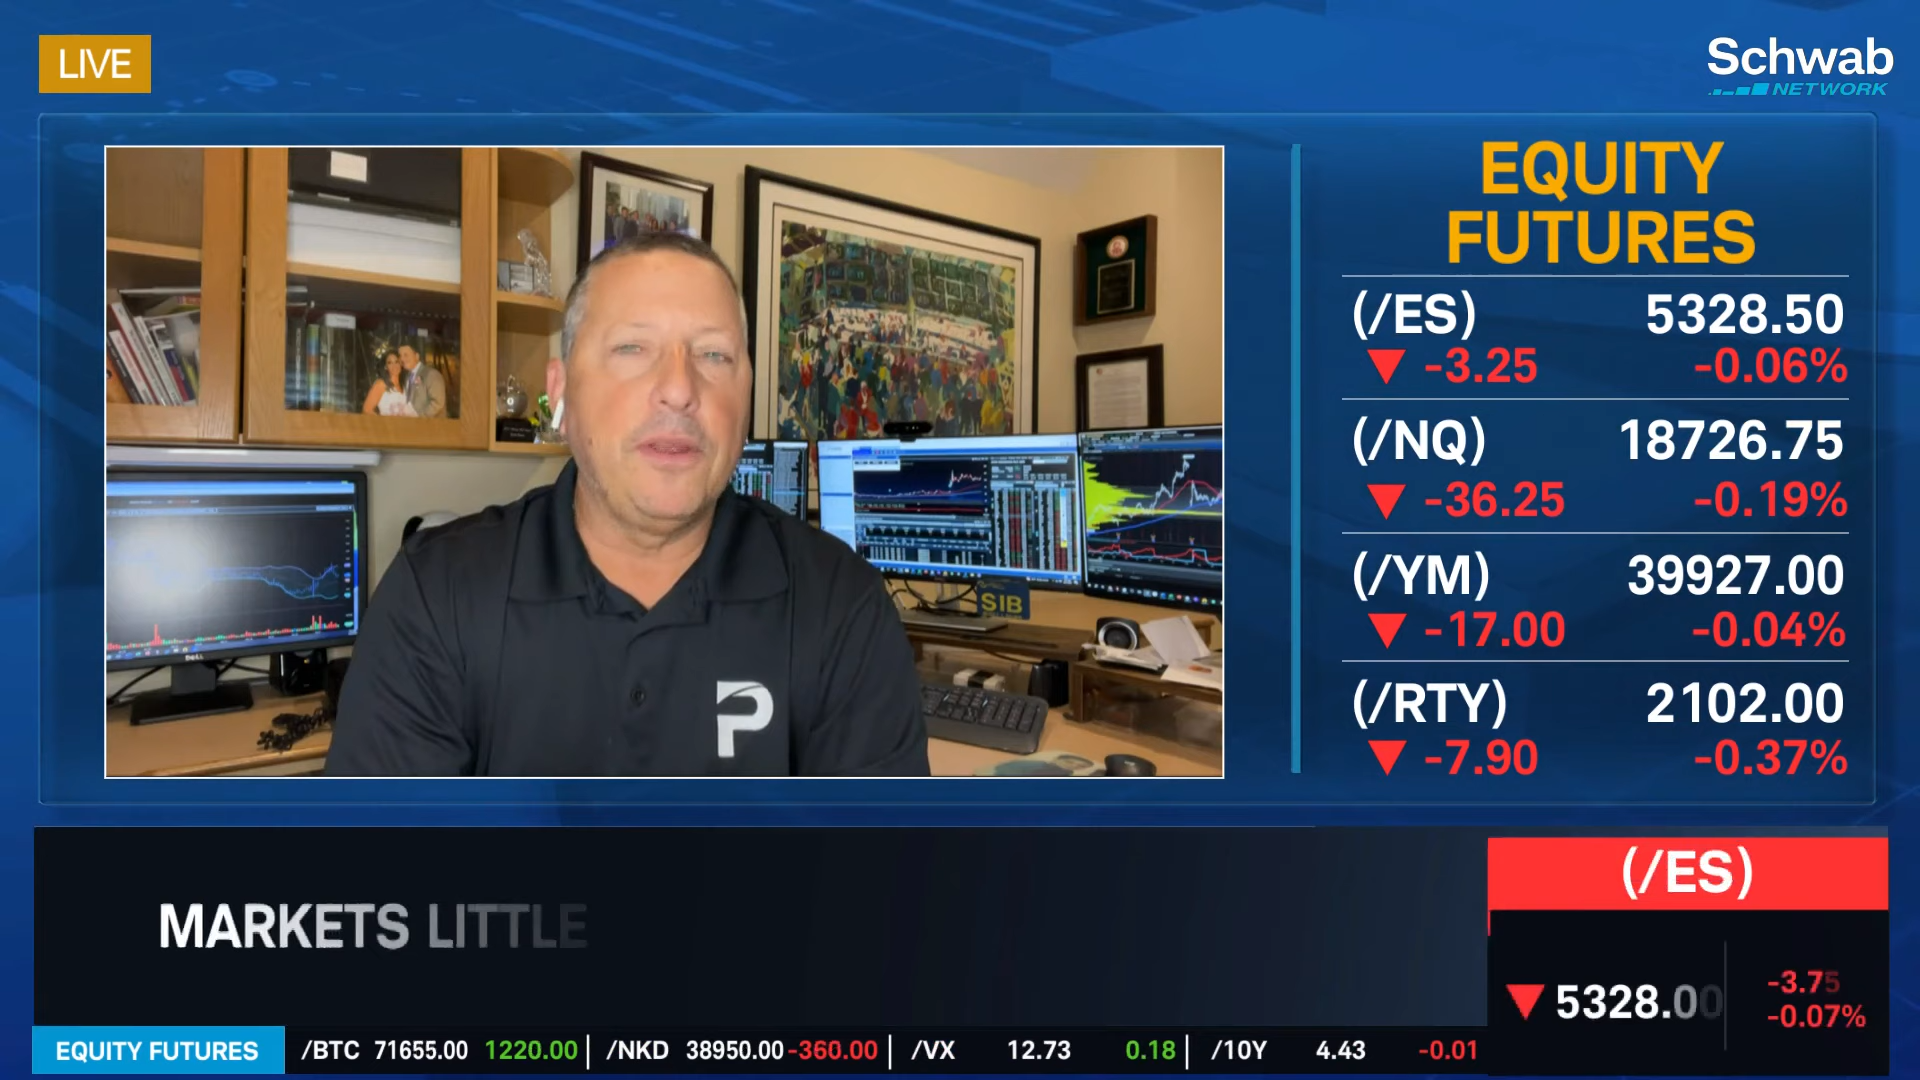 LIVE
Schwab
NETWORK
EQUITY
FUTURES
(/ES) 5328.50
▼ -3.25 -0.06%
(/NQ) 18726.75
▼ -36.25 -0.19%
(/YM) 39927.00
▼ -17.00 -0.04%
(/RTY) 2102.00
▼ -7.90 -0.37%
SIB
DELL
P
MARKETS LITTLE
(/ES)
▼ 5328.00
-3.75
-0.07%
EQUITY FUTURES /BTC 71655.00 1220.00 /NKD 38950.00 -360.00 /VX 12.73 0.18 /10Y 4.43 -0.01